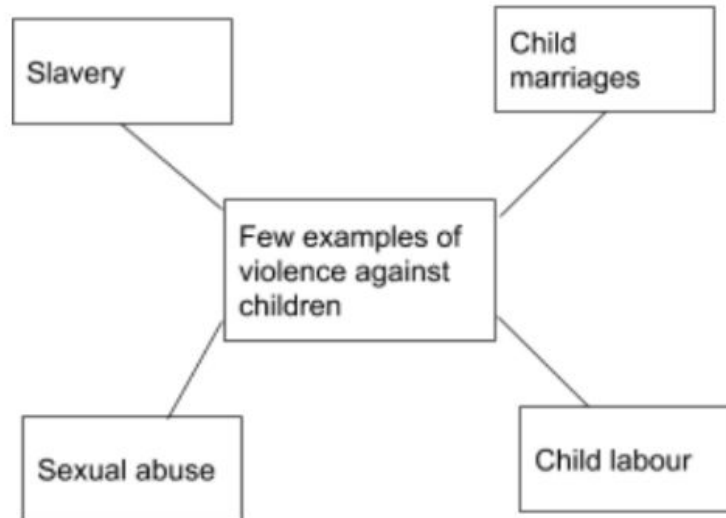 Slavery
Child
marriages
Few examples of
violence against
children
Sexual abuse
Child labour